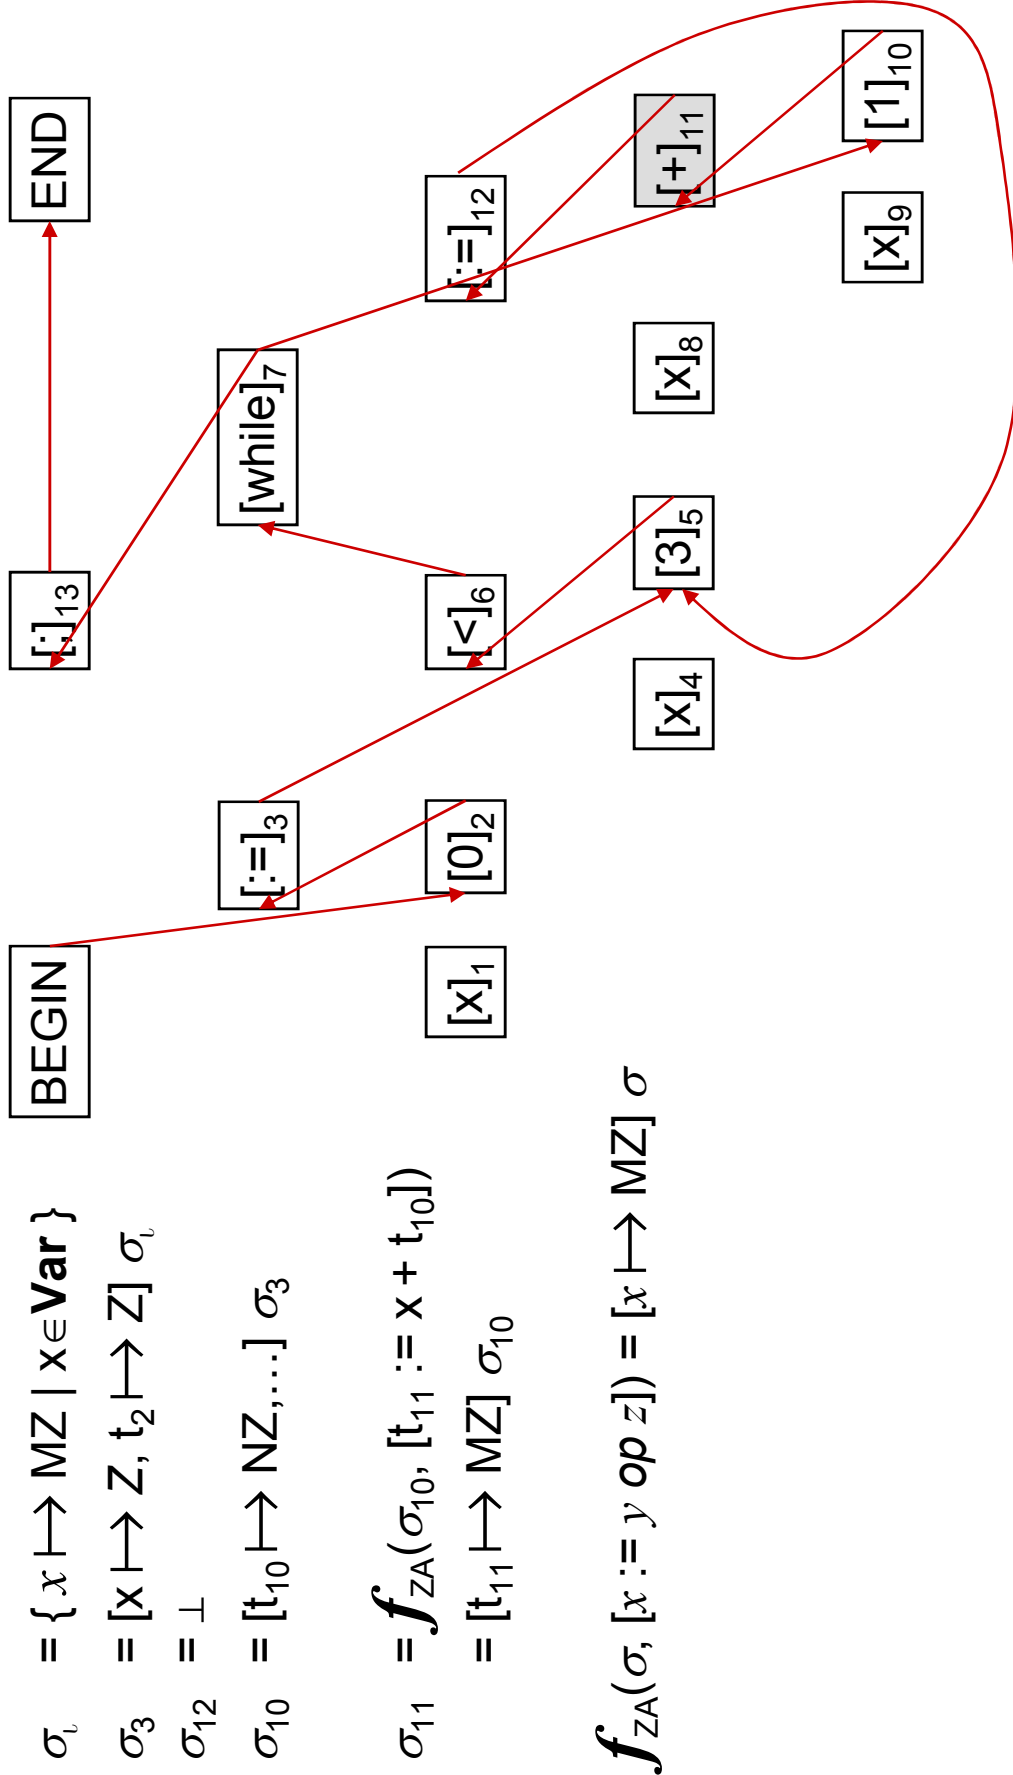 σι = { x ⟼ MZ | x∈Var }
σ3 = [x ⟼ Z, t2 ⟼ Z] σι
σ12 = ⊥
σ10 = [t10 ⟼ NZ,…] σ3
σ11 = fZA(σ10, [t11 := x + t10])
= [t11 ⟼ MZ] σ10
fZA(σ, [x := y op z]) = [x ⟼ MZ] σ
BEGIN
[;]13
END
[:=]3
[while]7
[x]1
[0]2
[<]6
[:=]12
[x]4
[3]5
[x]8
[+]11
[x]9
[1]10